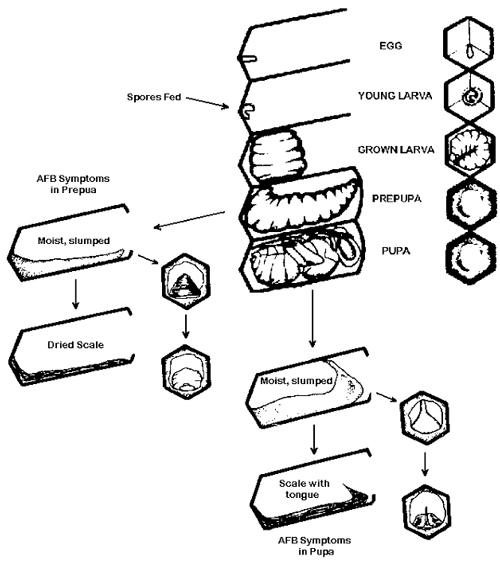 EGG
Spores Fed
YOUNG LARVA
GROWN LARVA
AFB Symptoms
in Prepua
PREPUPA
Moist, slumped
PUPA
Dried Scale
Moist, slumped
Scale with
tongue
AFB Symptoms
in Pupa